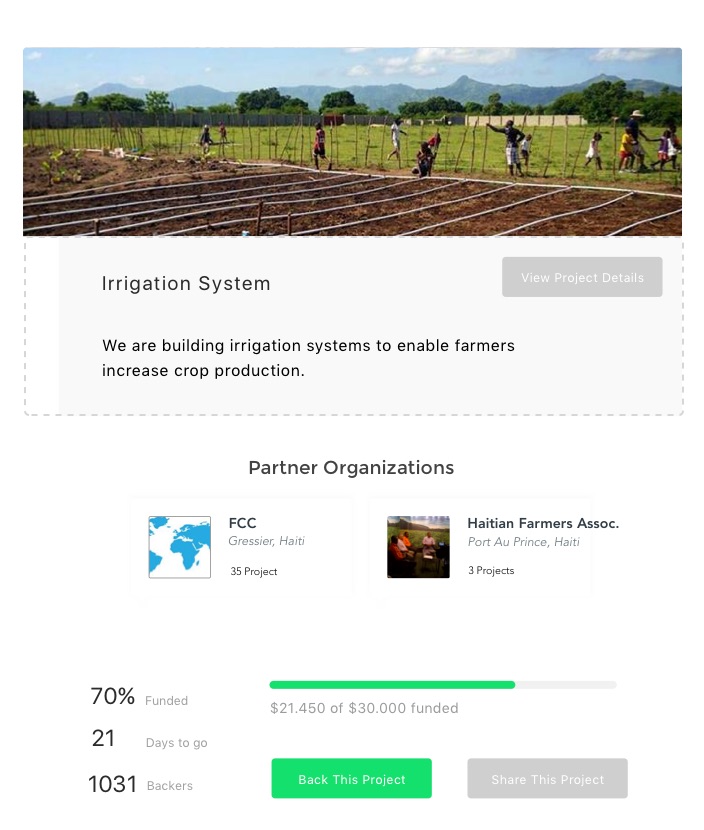 Irrigation System
View Project Details
We are building irrigation systems to enable farmers
increase crop production.
Partner Organizations
FCC
Gressier, Haiti
35 Project
Haitian Farmers Assoc.
Port Au Prince, Haiti
3 Projects
70% Funded
21 Days to go
1031 Backers
$21.450 of $30.000 funded
Back This Project
Share This Project